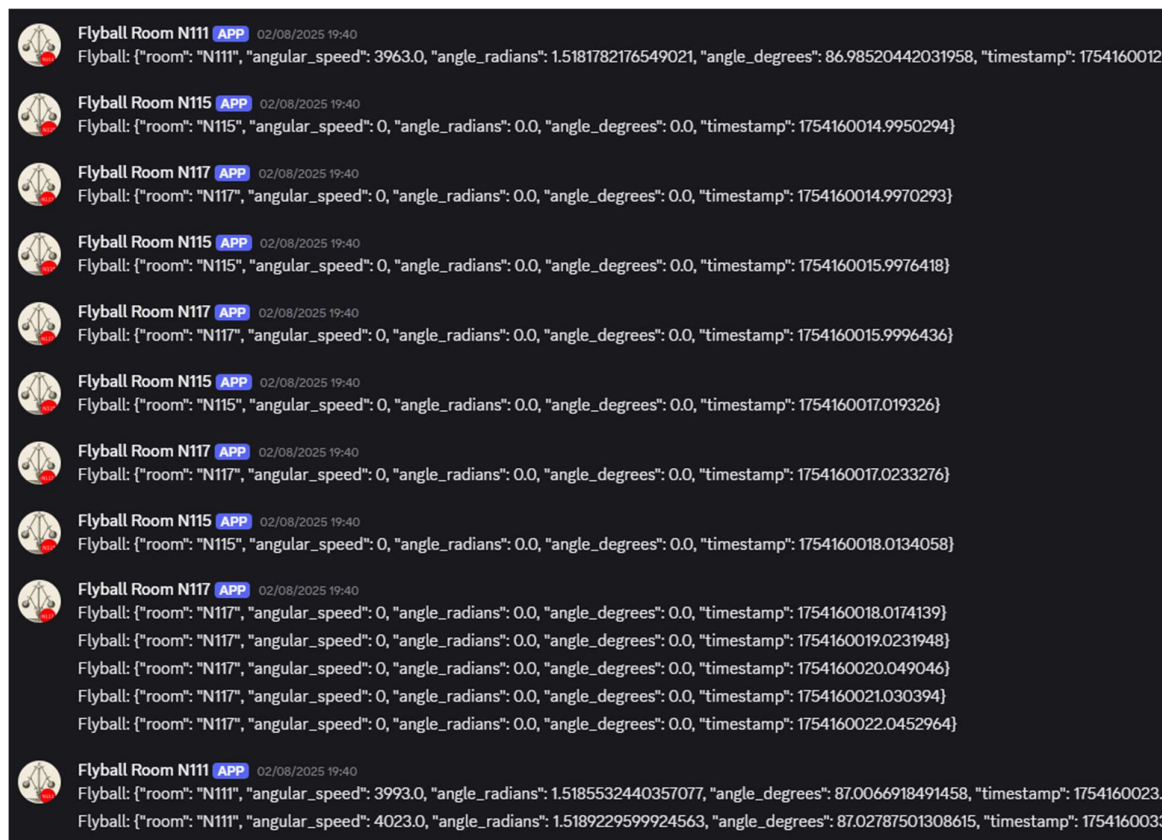 Flyball Room N111 APP 02/08/2025 19:40
Flyball: {"room": "N111", "angular_speed": 3963.0, "angle_radians": 1.5181782176549021, "angle_degrees": 86.98520442031958, "timestamp": 1754160012
Flyball Room N115 APP 02/08/2025 19:40
Flyball: {"room": "N115", "angular_speed": 0, "angle_radians": 0.0, "angle_degrees": 0.0, "timestamp": 1754160014.9950294}
Flyball Room N117 APP 02/08/2025 19:40
Flyball: {"room": "N117", "angular_speed": 0, "angle_radians": 0.0, "angle_degrees": 0.0, "timestamp": 1754160014.9970293}
Flyball Room N115 APP 02/08/2025 19:40
Flyball: {"room": "N115", "angular_speed": 0, "angle_radians": 0.0, "angle_degrees": 0.0, "timestamp": 1754160015.9976418}
Flyball Room N117 APP 02/08/2025 19:40
Flyball: {"room": "N117", "angular_speed": 0, "angle_radians": 0.0, "angle_degrees": 0.0, "timestamp": 1754160015.9996436}
Flyball Room N115 APP 02/08/2025 19:40
Flyball: {"room": "N115", "angular_speed": 0, "angle_radians": 0.0, "angle_degrees": 0.0, "timestamp": 1754160017.019326}
Flyball Room N117 APP 02/08/2025 19:40
Flyball: {"room": "N117", "angular_speed": 0, "angle_radians": 0.0, "angle_degrees": 0.0, "timestamp": 1754160017.0233276}
Flyball Room N115 APP 02/08/2025 19:40
Flyball: {"room": "N115", "angular_speed": 0, "angle_radians": 0.0, "angle_degrees": 0.0, "timestamp": 1754160018.0134058}
Flyball Room N117 APP 02/08/2025 19:40
Flyball: {"room": "N117", "angular_speed": 0, "angle_radians": 0.0, "angle_degrees": 0.0, "timestamp": 1754160018.0174139}
Flyball: {"room": "N117", "angular_speed": 0, "angle_radians": 0.0, "angle_degrees": 0.0, "timestamp": 1754160019.0231948}
Flyball: {"room": "N117", "angular_speed": 0, "angle_radians": 0.0, "angle_degrees": 0.0, "timestamp": 1754160020.049046}
Flyball: {"room": "N117", "angular_speed": 0, "angle_radians": 0.0, "angle_degrees": 0.0, "timestamp": 1754160021.030394}
Flyball: {"room": "N117", "angular_speed": 0, "angle_radians": 0.0, "angle_degrees": 0.0, "timestamp": 1754160022.0452964}
Flyball Room N111 APP 02/08/2025 19:40
Flyball: {"room": "N111", "angular_speed": 3993.0, "angle_radians": 1.5185532440357077, "angle_degrees": 87.0066918491458, "timestamp": 1754160023.
Flyball: {"room": "N111", "angular_speed": 4023.0, "angle_radians": 1.5189229599924563, "angle_degrees": 87.02787501308615, "timestamp": 1754160033